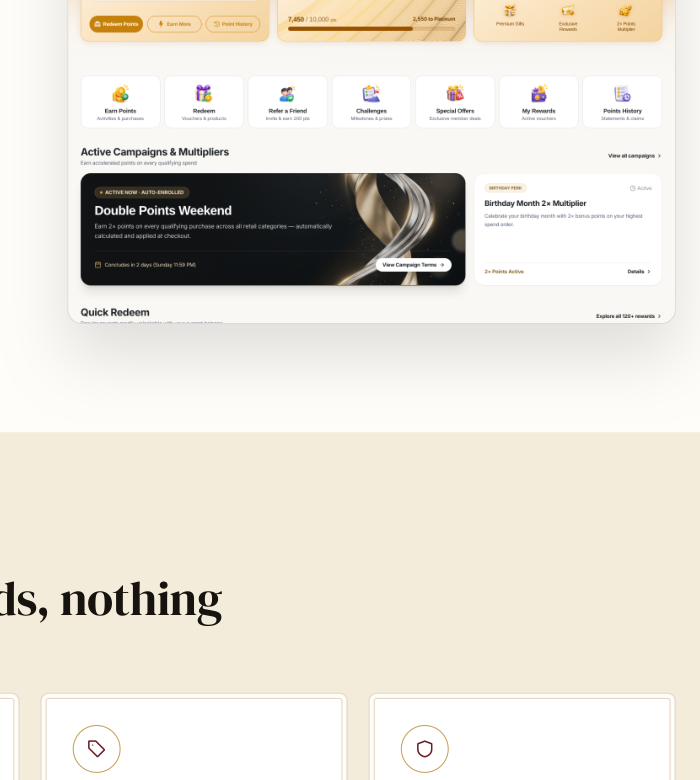 Redeem Points
Earn More
Point History
7,450 / 10,000 pts
2,550 to Platinum
Premium Gifts
Exclusive
Rewards
2× Points
Multiplier
Earn Points
Activities & purchases
Redeem
Vouchers & products
Refer a Friend
Invite & earn 200 pts
Challenges
Milestones & prizes
Special Offers
Exclusive member deals
My Rewards
Active vouchers
Points History
Statements & claims
Active Campaigns & Multipliers
Earn accelerated points on every qualifying spend
View all campaigns
ACTIVE NOW · AUTO-ENROLLED
Double Points Weekend
Earn 2× points on every qualifying purchase across all retail categories — automatically
calculated and applied at checkout.
Concludes in 2 days (Sunday 11:59 PM)
View Campaign Terms →
BIRTHDAY PERK
Active
Birthday Month 2× Multiplier
Celebrate your birthday month with 2× bonus points on your highest
spend order.
2× Points Active
Details
Quick Redeem
Explore all 120+ rewards
ds, nothing